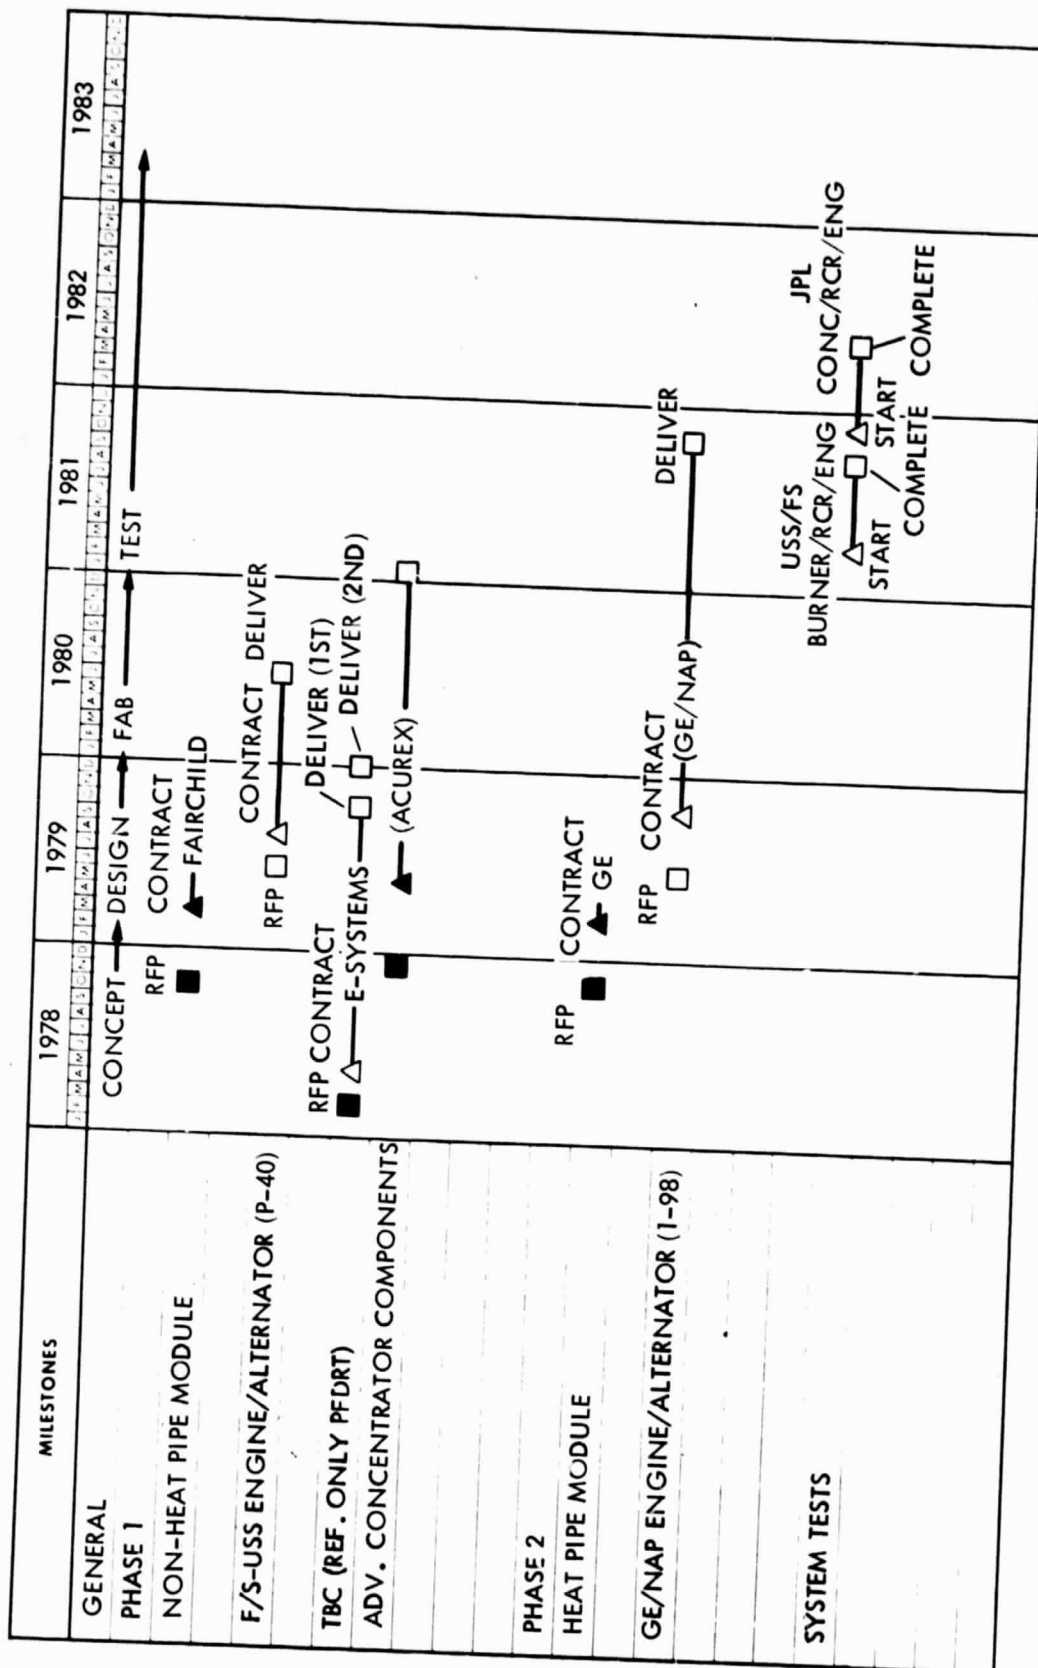 MILESTONES 1978 1979 1980 1981 1982 1983
J F M A M J J A S O N D J F M A M J J A S O N D J F M A M J J A S O N D J F M A M J J A S O N D J F M A M J J A S O N D J F M A M J J A S O N D
GENERAL CONCEPT DESIGN FAB TEST
PHASE 1
RFP CONTRACT
NON-HEAT PIPE MODULE FAIRCHILD
RFP CONTRACT DELIVER
F/S-USS ENGINE/ALTERNATOR (P-40)
RFP CONTRACT DELIVER (1ST)
TBC (REF. ONLY PFDRT) E-SYSTEMS DELIVER (2ND)
ADV. CONCENTRATOR COMPONENTS (ACUREX)
PHASE 2
RFP CONTRACT
HEAT PIPE MODULE GE
RFP CONTRACT DELIVER
GE/NAP ENGINE/ALTERNATOR (1-98) (GE/NAP)
USS/FS JPL
BURNER/RCR/ENG CONC/RCR/ENG
SYSTEM TESTS
START START
COMPLETE COMPLETE